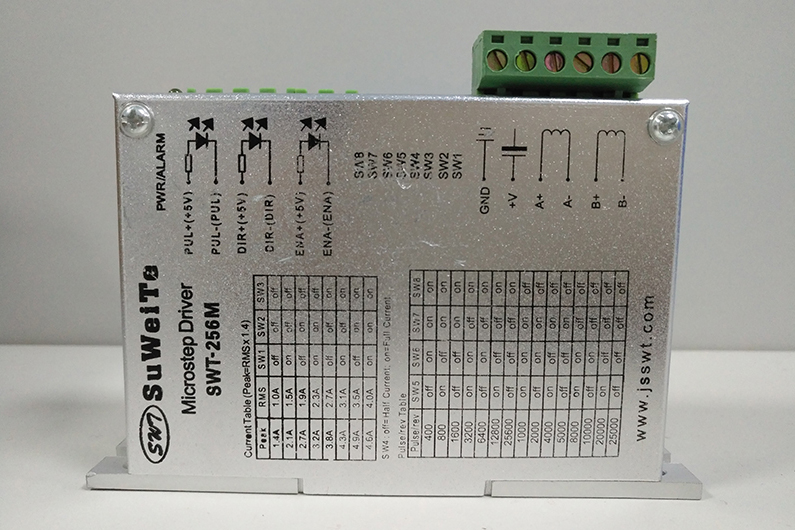 SWT SuWeiTe
Microstep Driver
SWT-256M
PWR/ALARM
PUL+(+5V)
PUL-(PUL)
DIR+(+5V)
DIR-(DIR)
ENA+(+5V)
ENA-(ENA)
SW8
SW7
SW6
SW5
SW4
SW3
SW2
SW1
GND
+V
A+
A-
B+
B-
Current Table (Peak=RMS x 1.4)
Peak RMS SW1 SW2 SW3
1.4A 1.0A off off off
2.1A 1.5A on off off
2.7A 1.9A off on off
3.2A 2.3A on on off
3.8A 2.7A off off on
4.3A 3.1A on off on
4.9A 3.5A off on on
4.6A 4.0A on on on
SW4: off=Half Current; on=Full Current
Pulse/rev Table
Pulse/rev SW5 SW6 SW7 SW8
400 off on on on
800 on off on on
1600 off off on on
3200 on on off on
6400 off on off on
12800 on off off on
25600 off off off on
1000 on on on off
2000 off on on off
4000 on off on off
5000 off off on off
8000 on on off off
10000 off on off off
20000 on off off off
25000 off off off off
www.jsswt.com